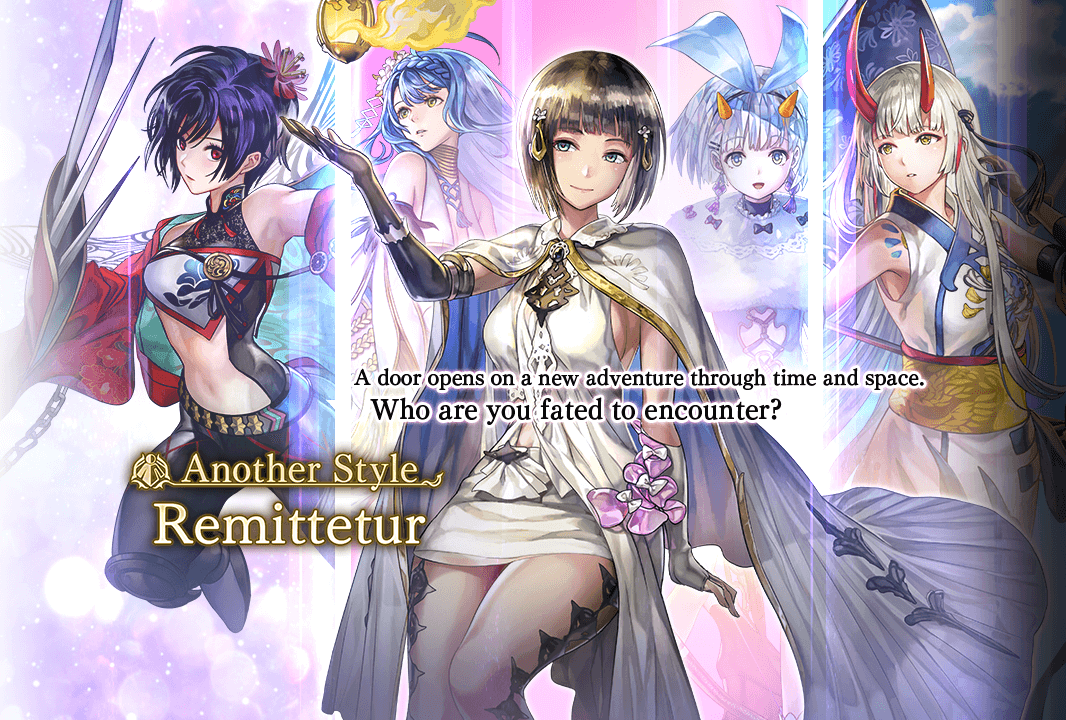 A door opens on a new adventure through time and space.
Who are you fated to encounter?
Another Style
Remittetur